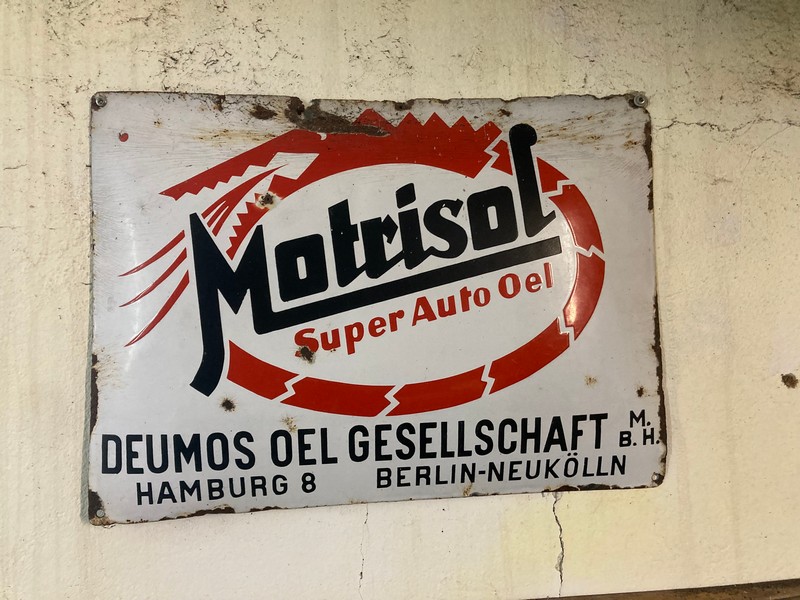 Motrisol
Super Auto Oel
DEUMOS OEL GESELLSCHAFT M.B.H.
HAMBURG 8 BERLIN-NEUKÖLLN